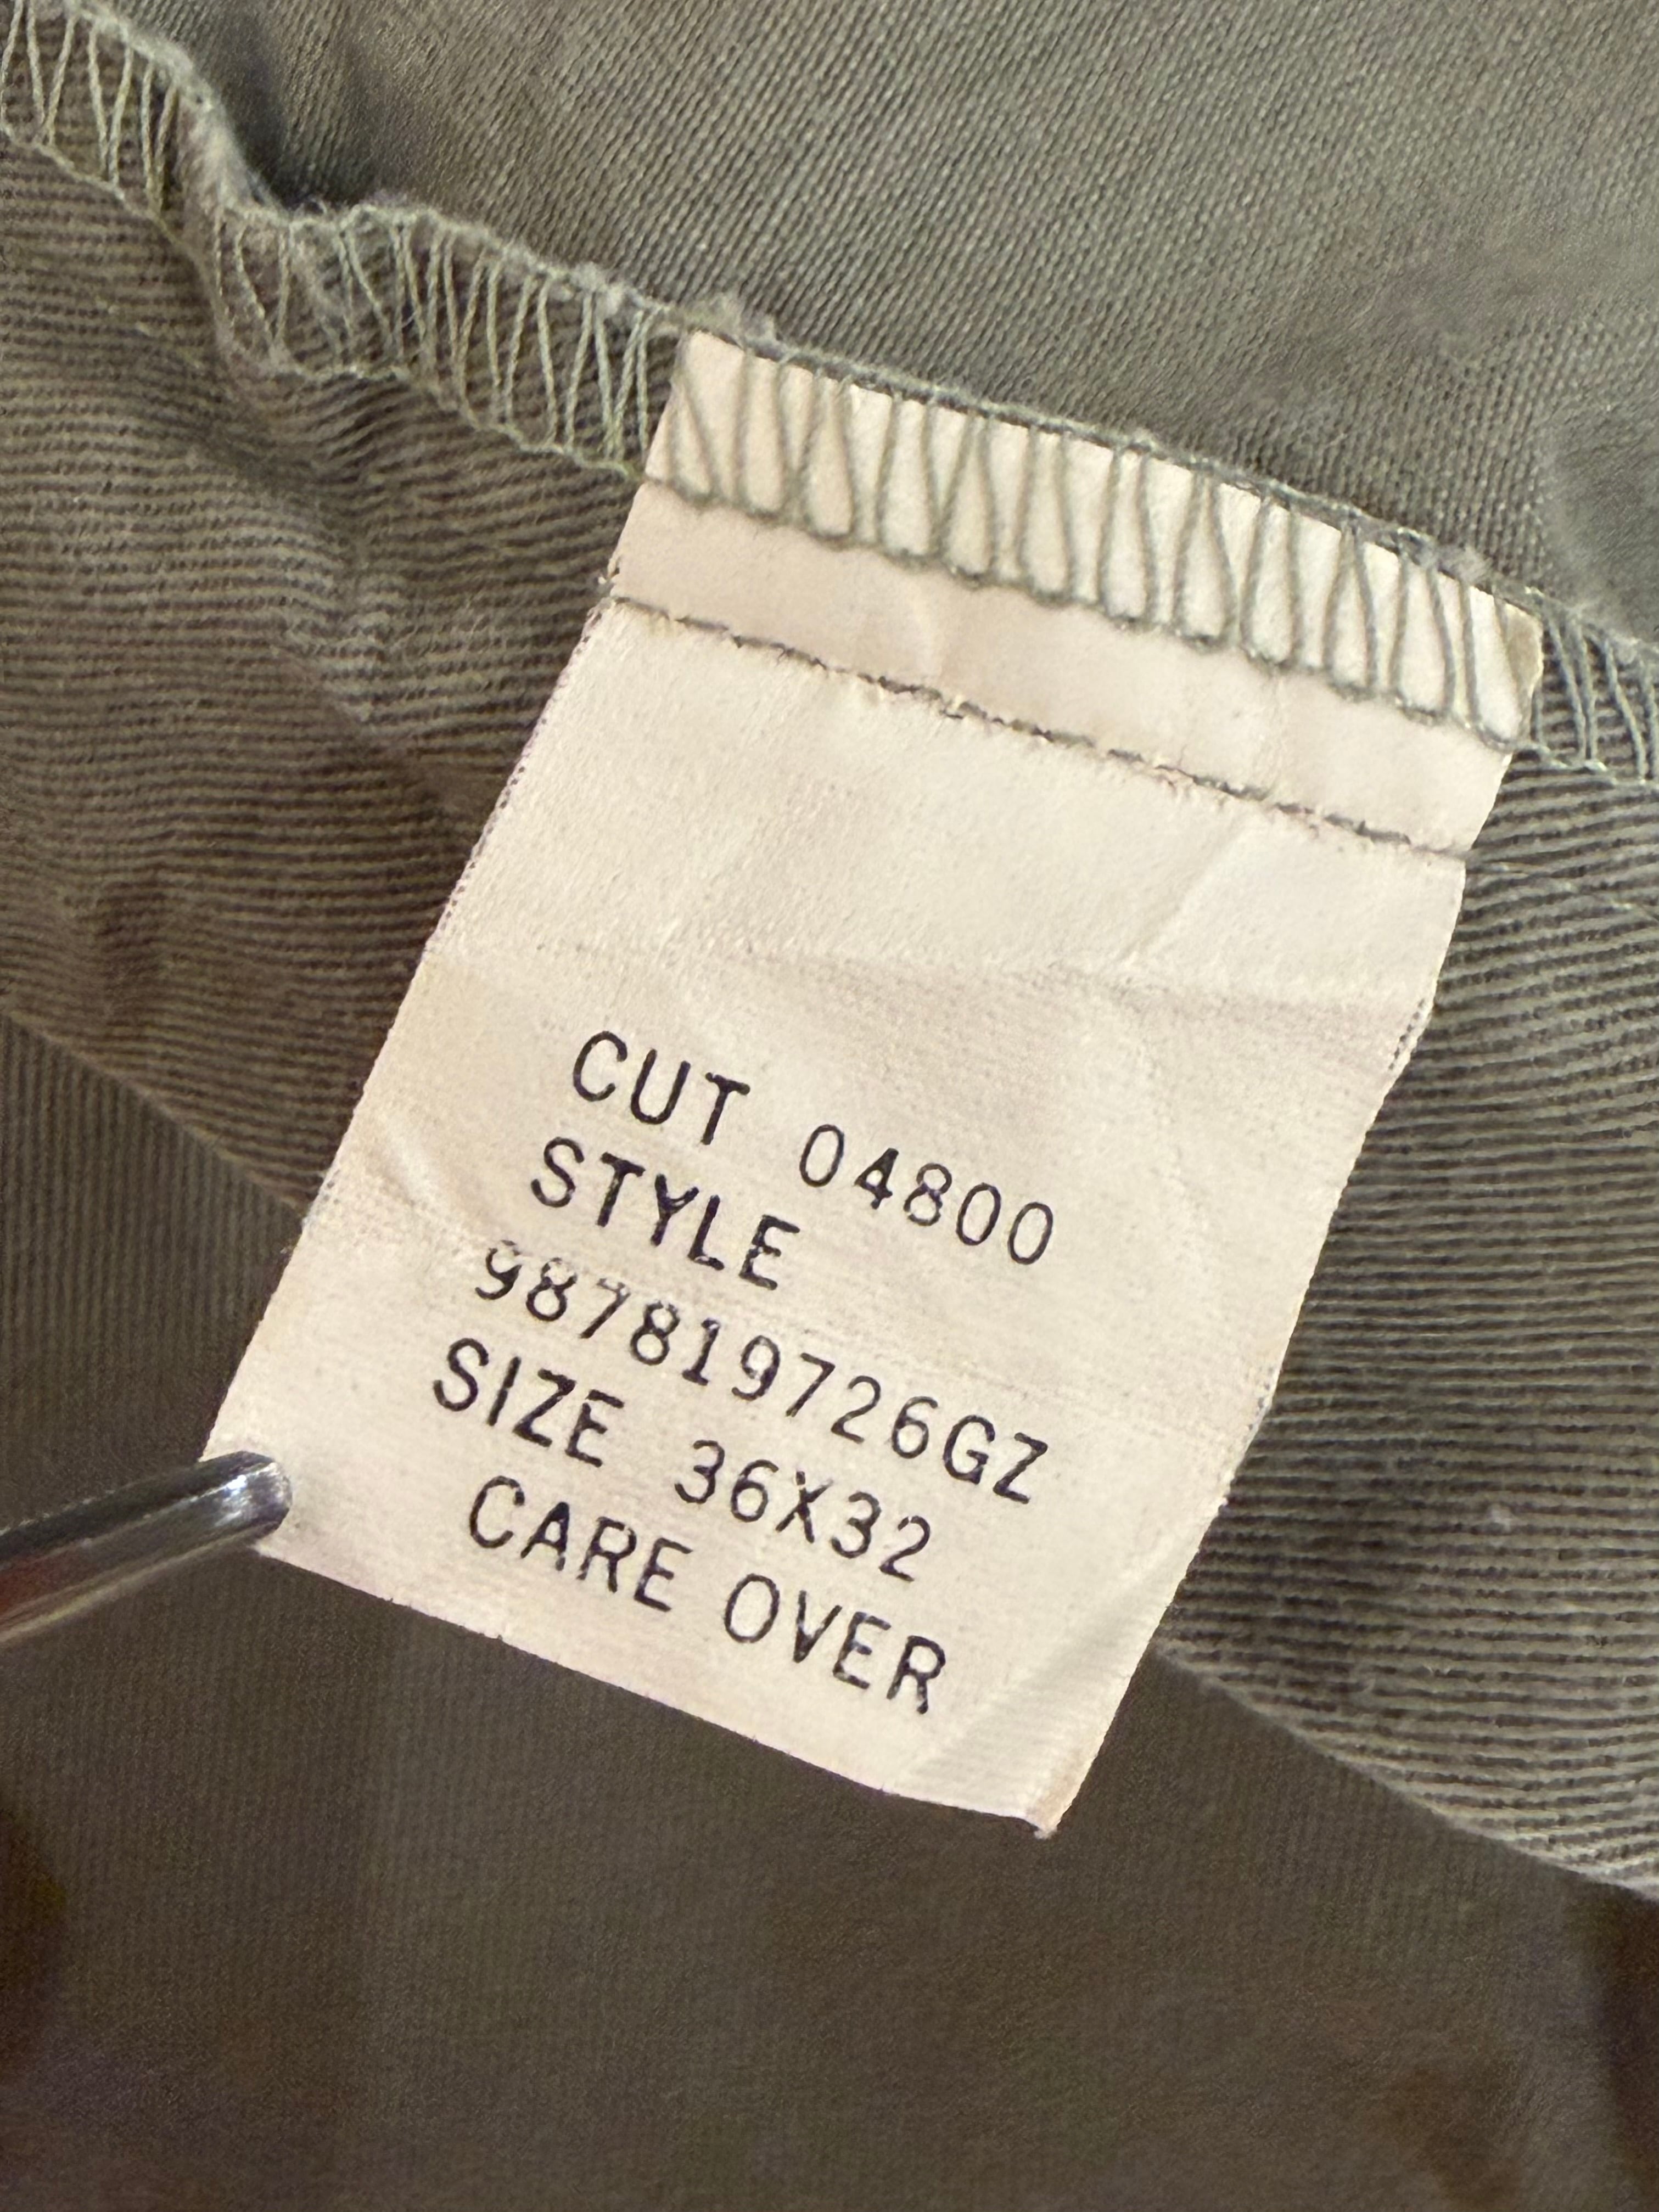 CUT 04800
STYLE
987819726GZ
SIZE 36X32
CARE OVER